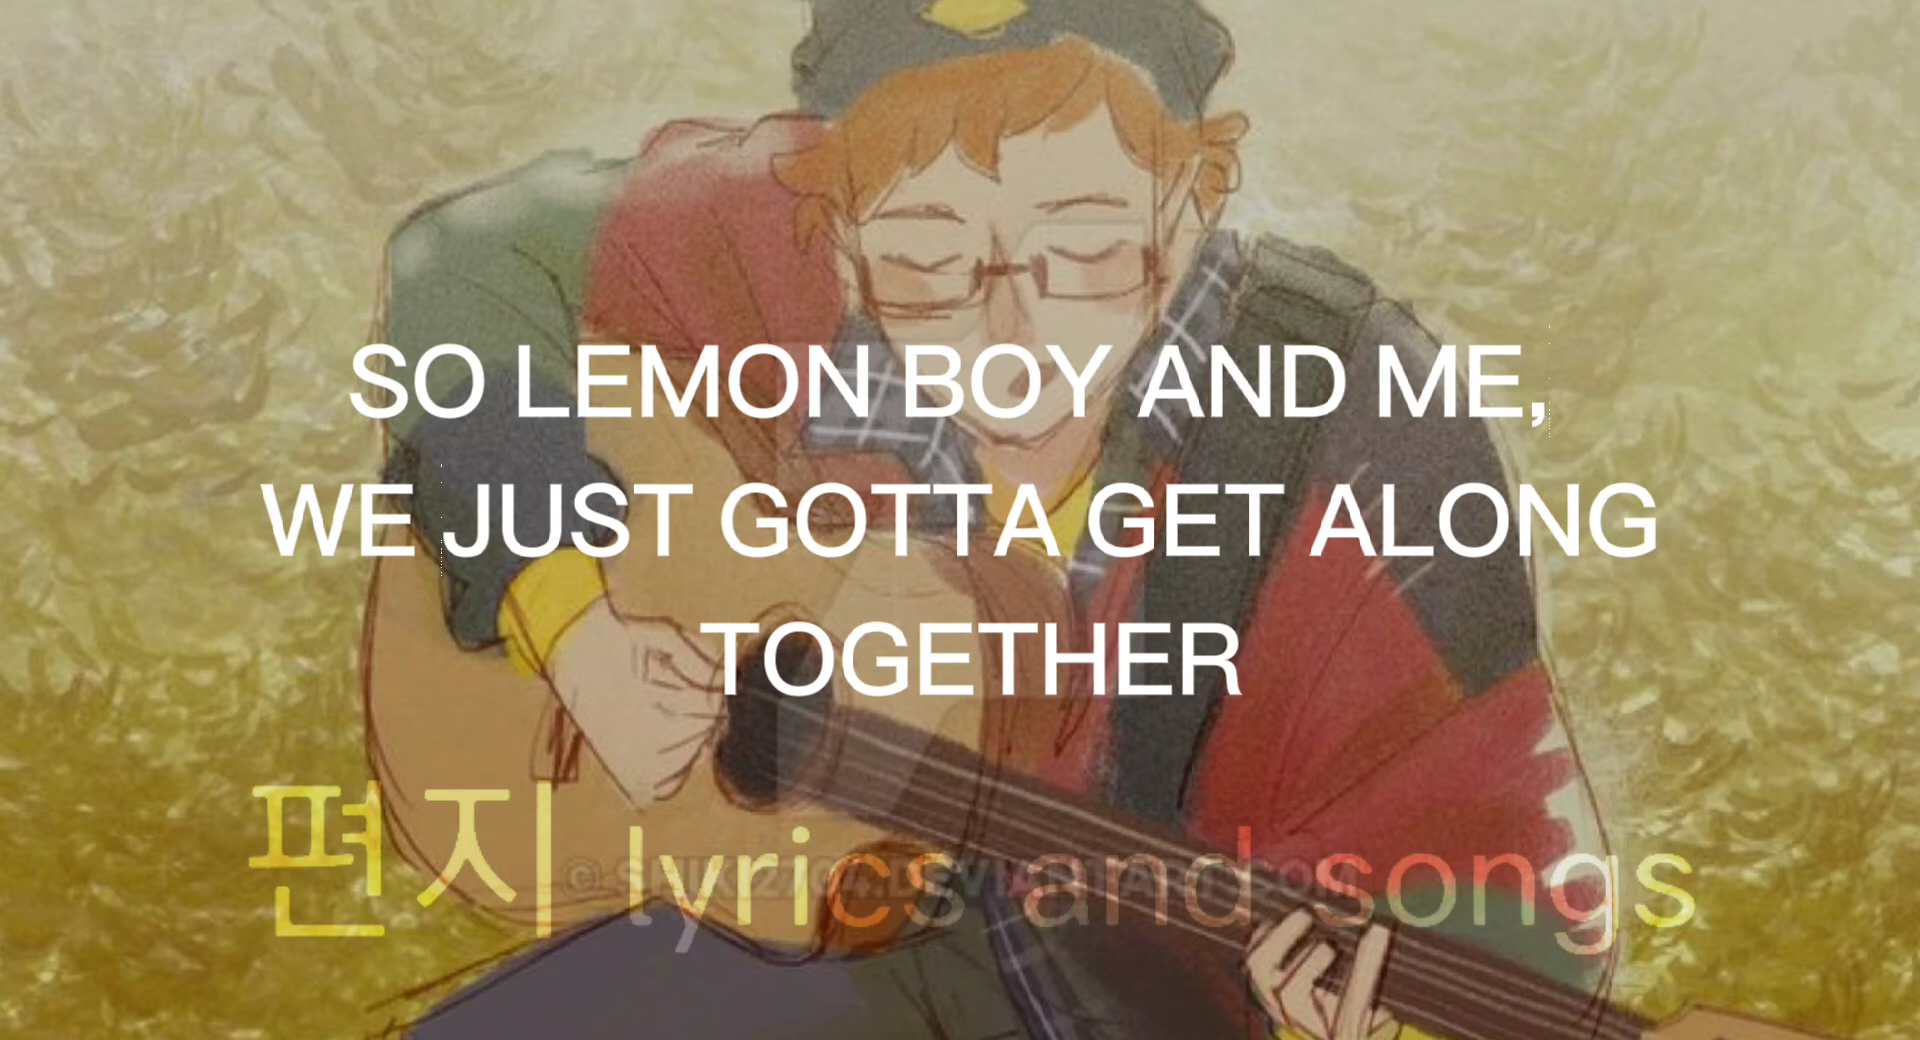 SO LEMON BOY AND ME,
WE JUST GOTTA GET ALONG
TOGETHER
편지 lyrics and songs